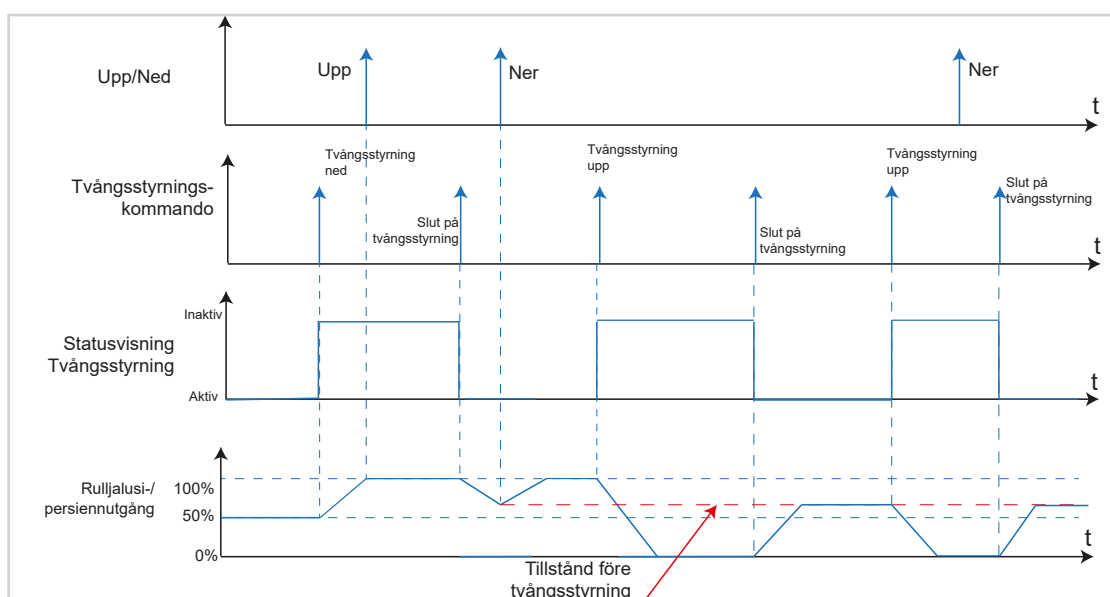 Upp/Ned
Upp
Ner
Ner
t
Tvångsstyrnings-
kommando
Tvångsstyrning
ned
Slut på
tvångsstyrning
Tvångsstyrning
upp
Slut på
tvångsstyrning
Tvångsstyrning
upp
Slut på
tvångsstyrning
t
Statusvisning
Tvångsstyrning
Inaktiv
Aktiv
t
Rulljalusi-/
persiennutgång
100%
50%
0%
t
Tillstånd före
tvångsstyrning